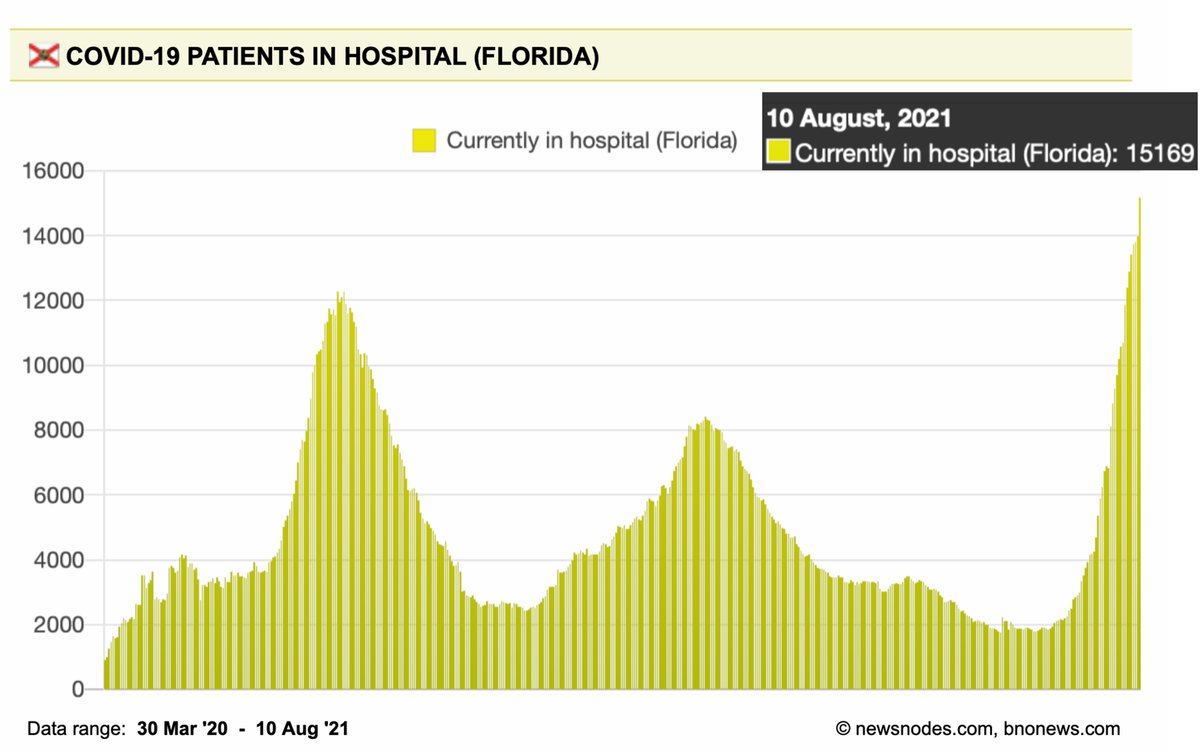 COVID-19 PATIENTS IN HOSPITAL (FLORIDA)
10 August, 2021
Currently in hospital (Florida): 15169
Currently in hospital (Florida)
16000
14000
12000
10000
8000
6000
4000
2000
0
Data range: 30 Mar '20 - 10 Aug '21
© newsnodes.com, bnonews.com